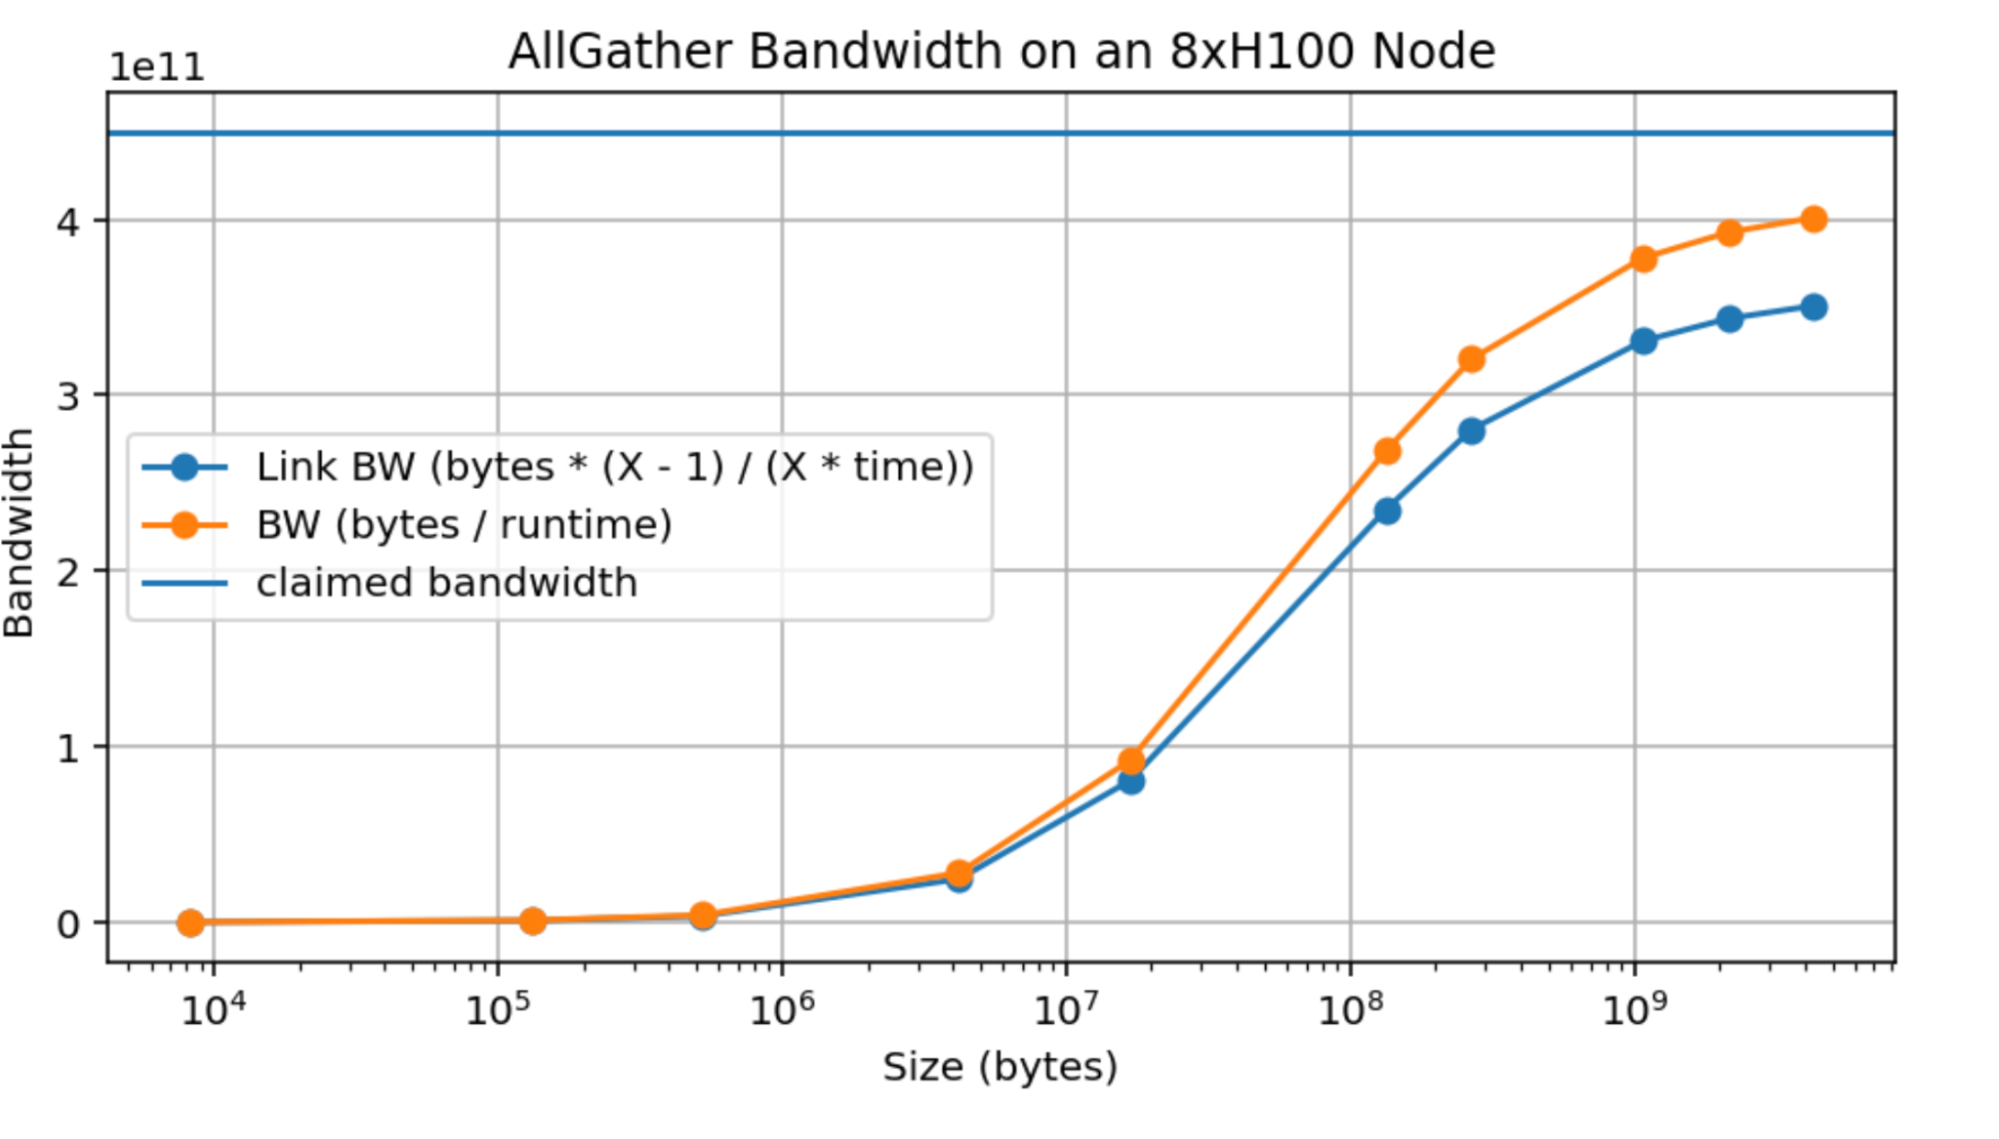 AllGather Bandwidth on an 8xH100 Node
1e11
4
3
2
1
0
Bandwidth
Link BW (bytes * (X - 1) / (X * time))
BW (bytes / runtime)
claimed bandwidth
10⁴ 10⁵ 10⁶ 10⁷ 10⁸ 10⁹
Size (bytes)